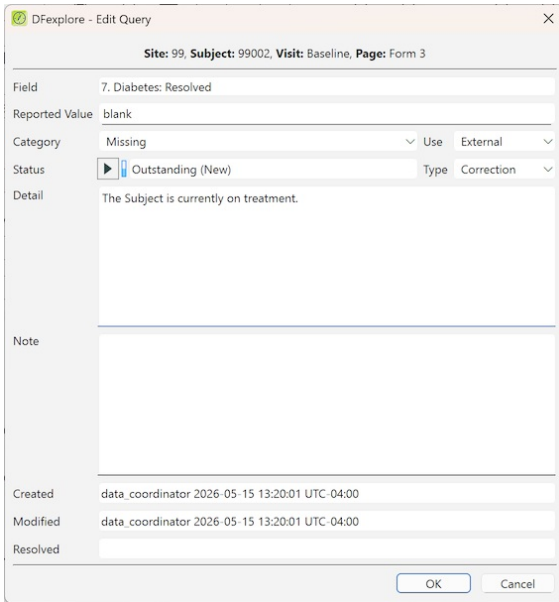 DFexplore - Edit Query
Site: 99, Subject: 99002, Visit: Baseline, Page: Form 3
Field 7. Diabetes: Resolved
Reported Value blank
Category Missing Use External
Status Outstanding (New) Type Correction
Detail The Subject is currently on treatment.
Note
Created data_coordinator 2026-05-15 13:20:01 UTC-04:00
Modified data_coordinator 2026-05-15 13:20:01 UTC-04:00
Resolved
OK Cancel